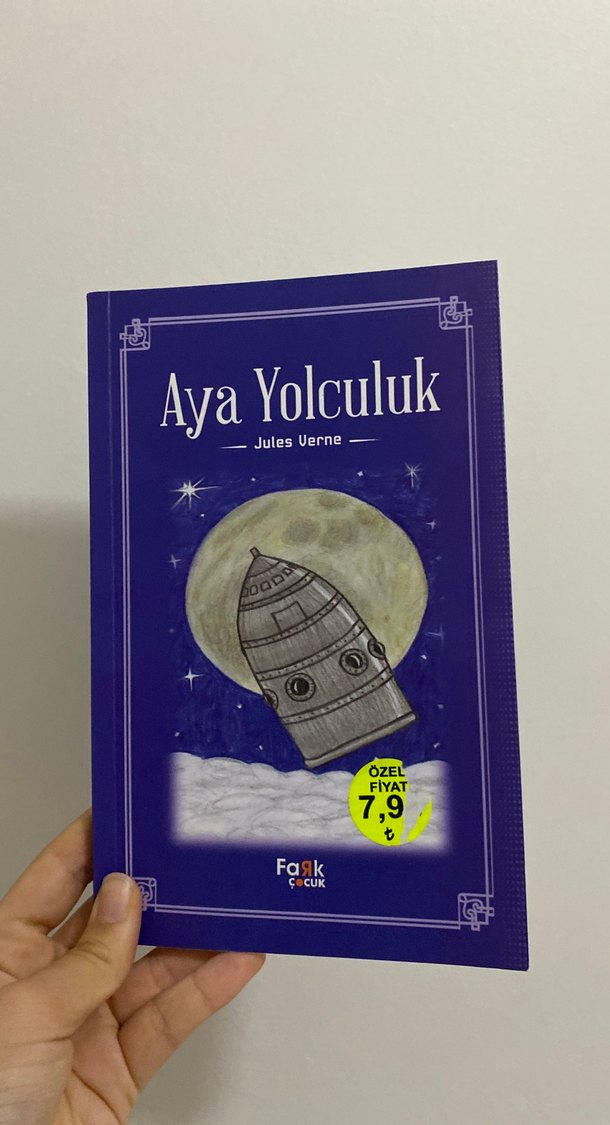 Aya Yolculuk
Jules Verne
ÖZEL
FİYAT
7,9
₺
Fark
çocuk